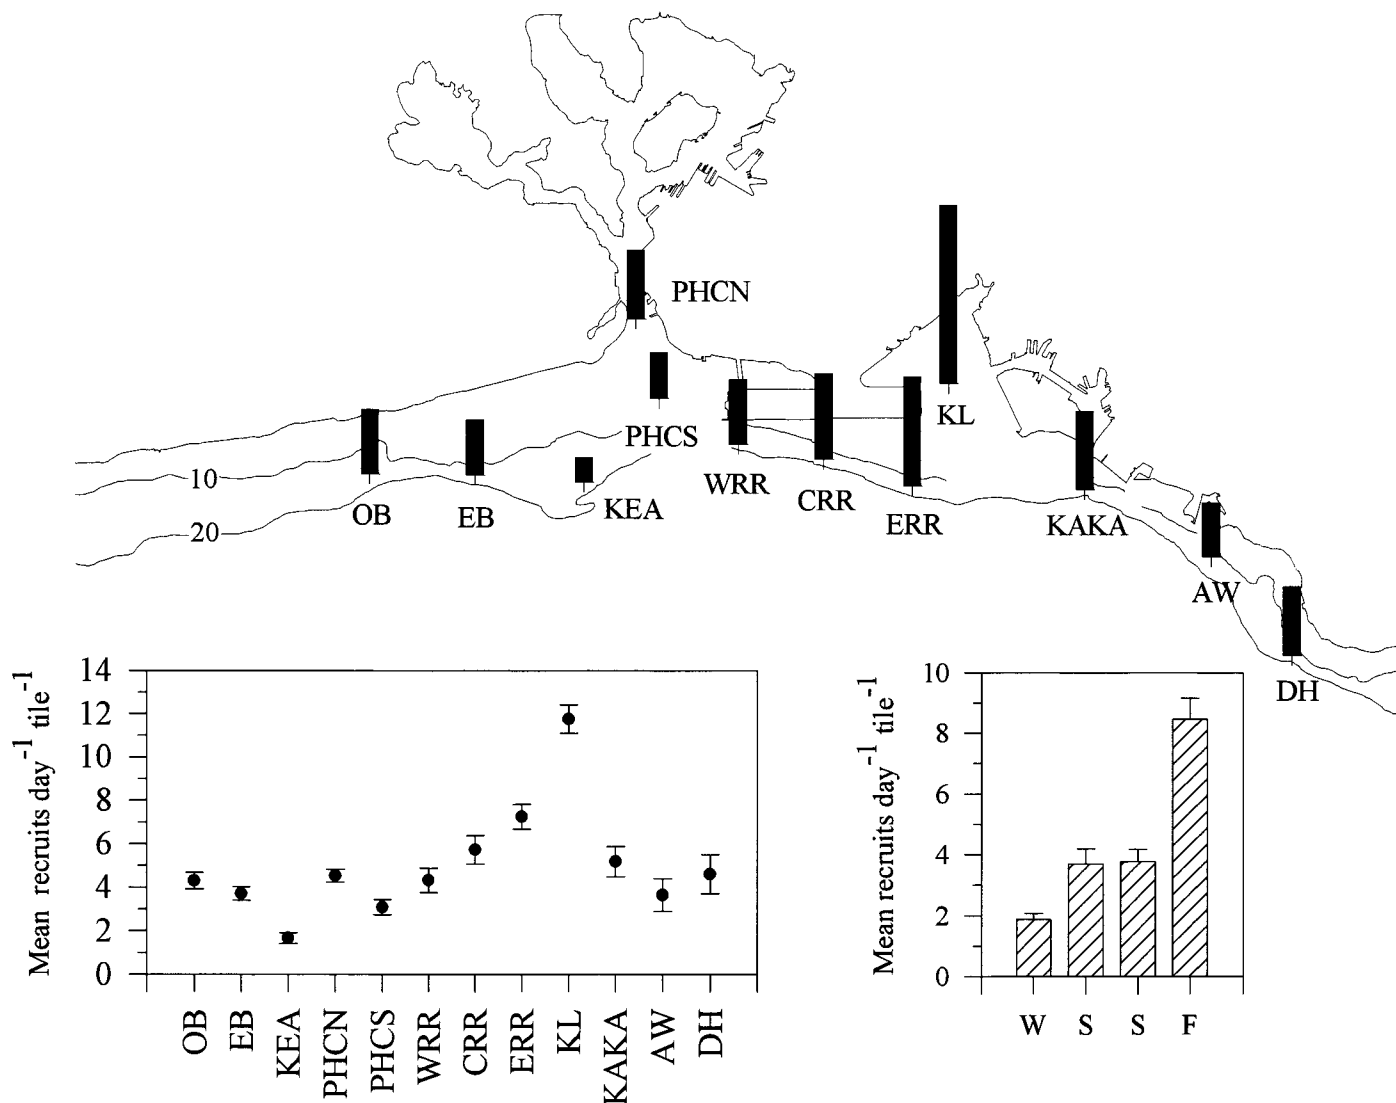 PHCN
KL
PHCS
10
OB
EB
KEA
WRR
CRR
ERR
KAKA
20
AW
DH
Mean recruits day⁻¹ tile⁻¹
14
12
10
8
6
4
2
0
OB EB KEA PHCN PHCS WRR CRR ERR KL KAKA AW DH
Mean recruits day⁻¹ tile⁻¹
10
8
6
4
2
0
W S S F